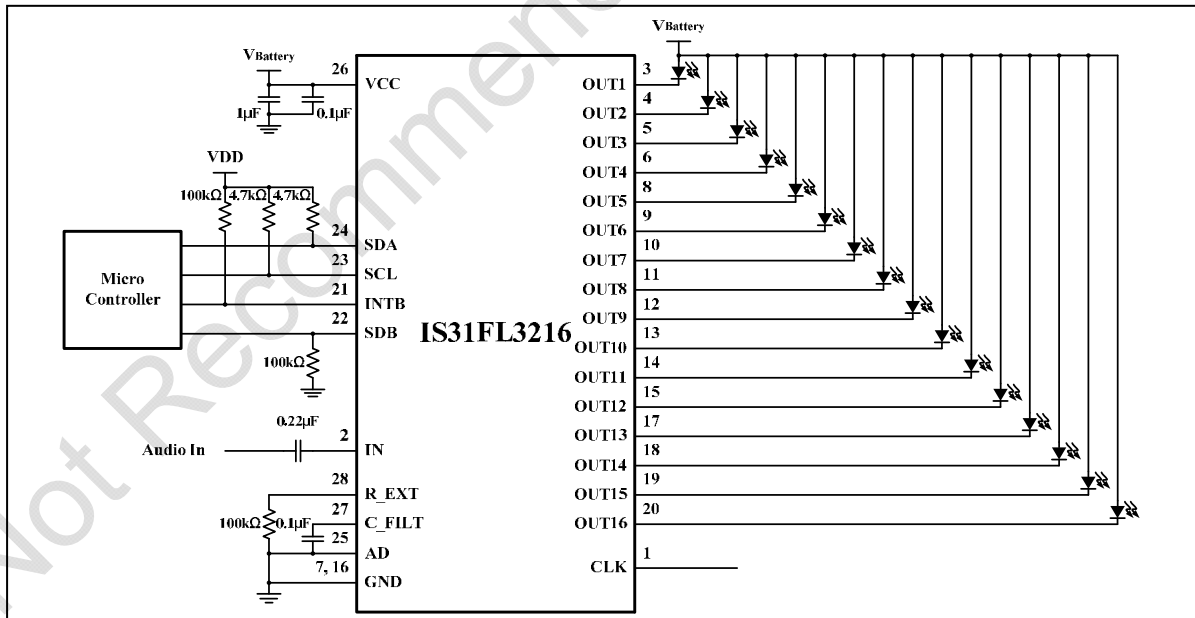 VBattery
26
VCC
1μF
0.1μF
VDD
100kΩ 4.7kΩ 4.7kΩ
24
SDA
23
SCL
21
INTB
22
SDB
Micro
Controller
100kΩ
0.22μF
Audio In
2
IN
28
R_EXT
27
C_FILT
100kΩ 0.1μF
25
AD
7, 16
GND
IS31FL3216
VBattery
3
OUT1
4
OUT2
5
OUT3
6
OUT4
8
OUT5
9
OUT6
10
OUT7
11
OUT8
12
OUT9
13
OUT10
14
OUT11
15
OUT12
17
OUT13
18
OUT14
19
OUT15
20
OUT16
1
CLK
Not Recommen